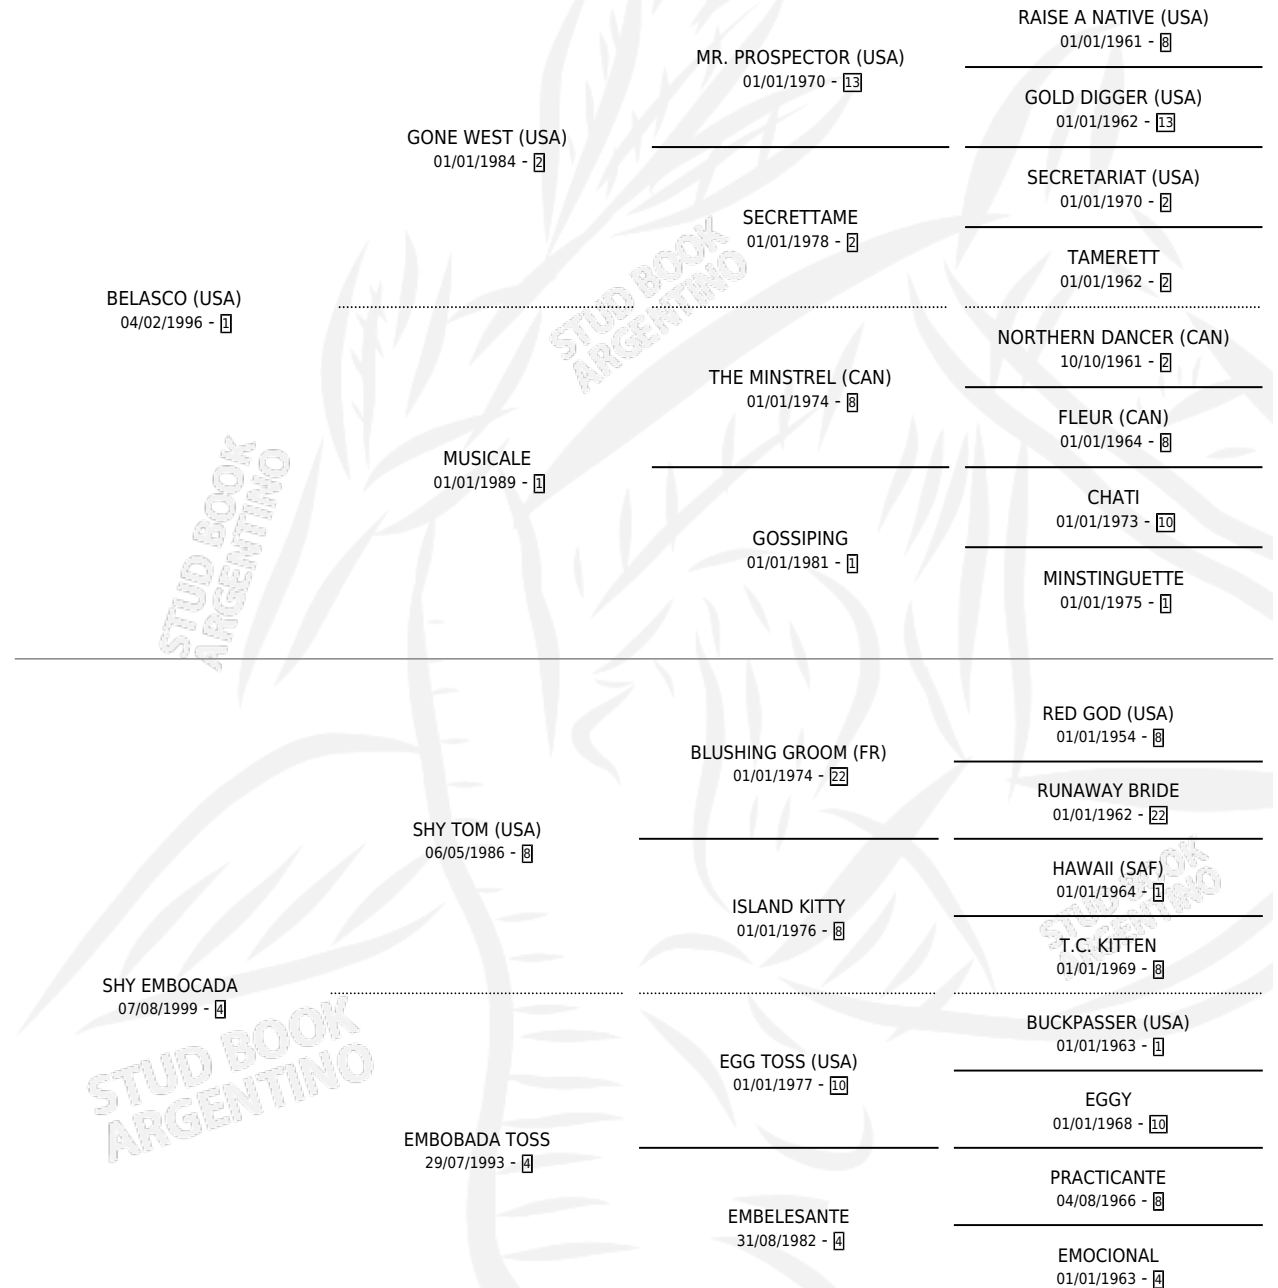 RAISE A NATIVE (USA)
01/01/1961 - 8
MR. PROSPECTOR (USA)
01/01/1970 - 13
GOLD DIGGER (USA)
01/01/1962 - 13
GONE WEST (USA)
01/01/1984 - 2
SECRETARIAT (USA)
01/01/1970 - 2
SECRETTAME
01/01/1978 - 2
TAMERETT
01/01/1962 - 2
BELASCO (USA)
04/02/1996 - 1
NORTHERN DANCER (CAN)
10/10/1961 - 2
THE MINSTREL (CAN)
01/01/1974 - 8
FLEUR (CAN)
01/01/1964 - 8
MUSICALE
01/01/1989 - 1
CHATI
01/01/1973 - 10
GOSSIPING
01/01/1981 - 1
MINSTINGUETTE
01/01/1975 - 1
STUD BOOK
ARGENTINO
STUD BOOK
ARGENTINO
RED GOD (USA)
01/01/1954 - 8
BLUSHING GROOM (FR)
01/01/1974 - 22
RUNAWAY BRIDE
01/01/1962 - 22
SHY TOM (USA)
06/05/1986 - 8
HAWAII (SAF)
01/01/1964 - 1
ISLAND KITTY
01/01/1976 - 8
T.C. KITTEN
01/01/1969 - 8
STUD BOOK
ARGENTINO
SHY EMBOCADA
07/08/1999 - 4
BUCKPASSER (USA)
01/01/1963 - 1
EGG TOSS (USA)
01/01/1977 - 10
EGGY
01/01/1968 - 10
EMBOBADA TOSS
29/07/1993 - 4
PRACTICANTE
04/08/1966 - 8
EMBELESANTE
31/08/1982 - 4
EMOCIONAL
01/01/1963 - 4
STUD BOOK
ARGENTINO